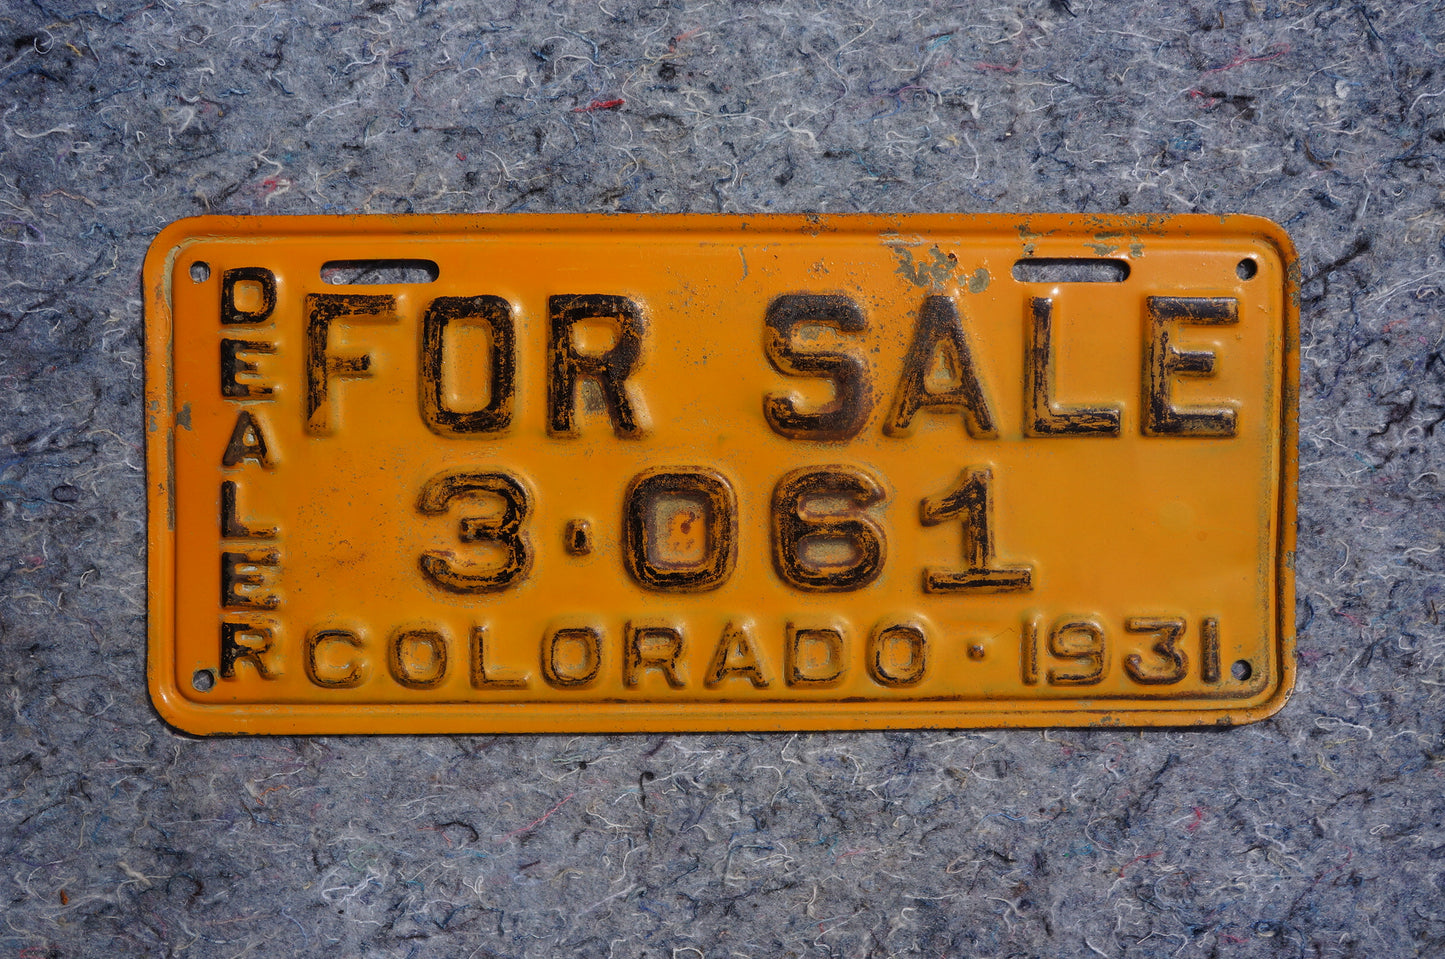 DEALER
FOR SALE
3·061
COLORADO · 1931